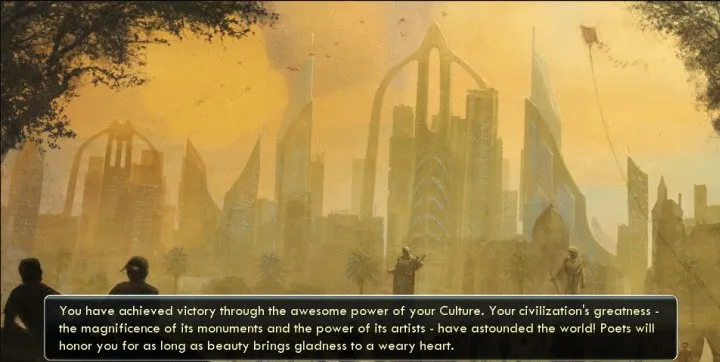 You have achieved victory through the awesome power of your Culture. Your civilization's greatness -
the magnificence of its monuments and the power of its artists - have astounded the world! Poets will
honor you for as long as beauty brings gladness to a weary heart.